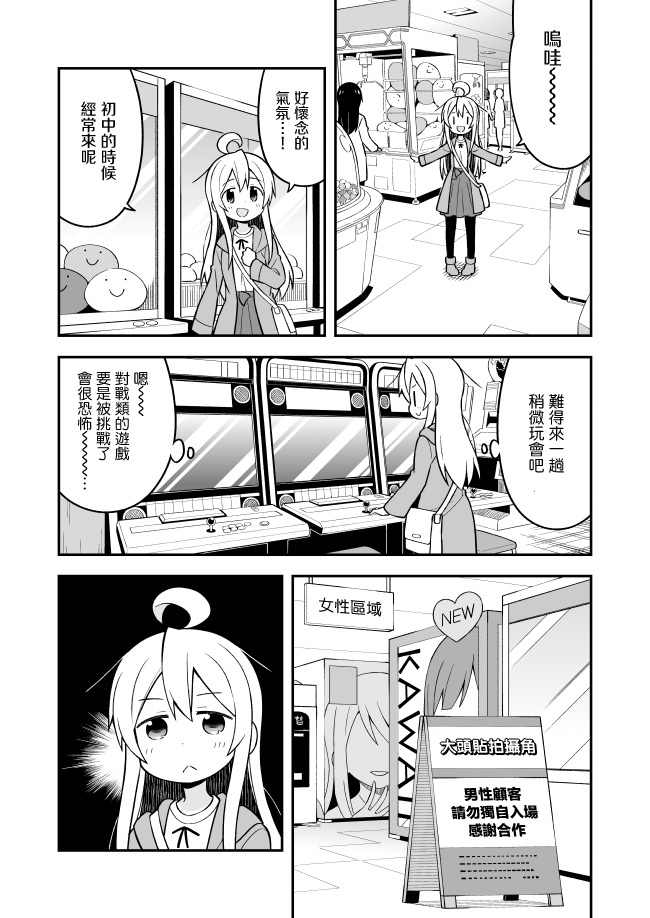 嗚哇~~~~~
好懷念的
氣氛…!
初中的時候
經常來呢
難得來一趟
稍微玩會吧
嗯~~~
對戰類的遊戲
要是被挑戰了
會很恐怖~~~~…
女性區域
NEW
KAWAII
大頭貼拍攝角
男性顧客
請勿獨自入場
感謝合作